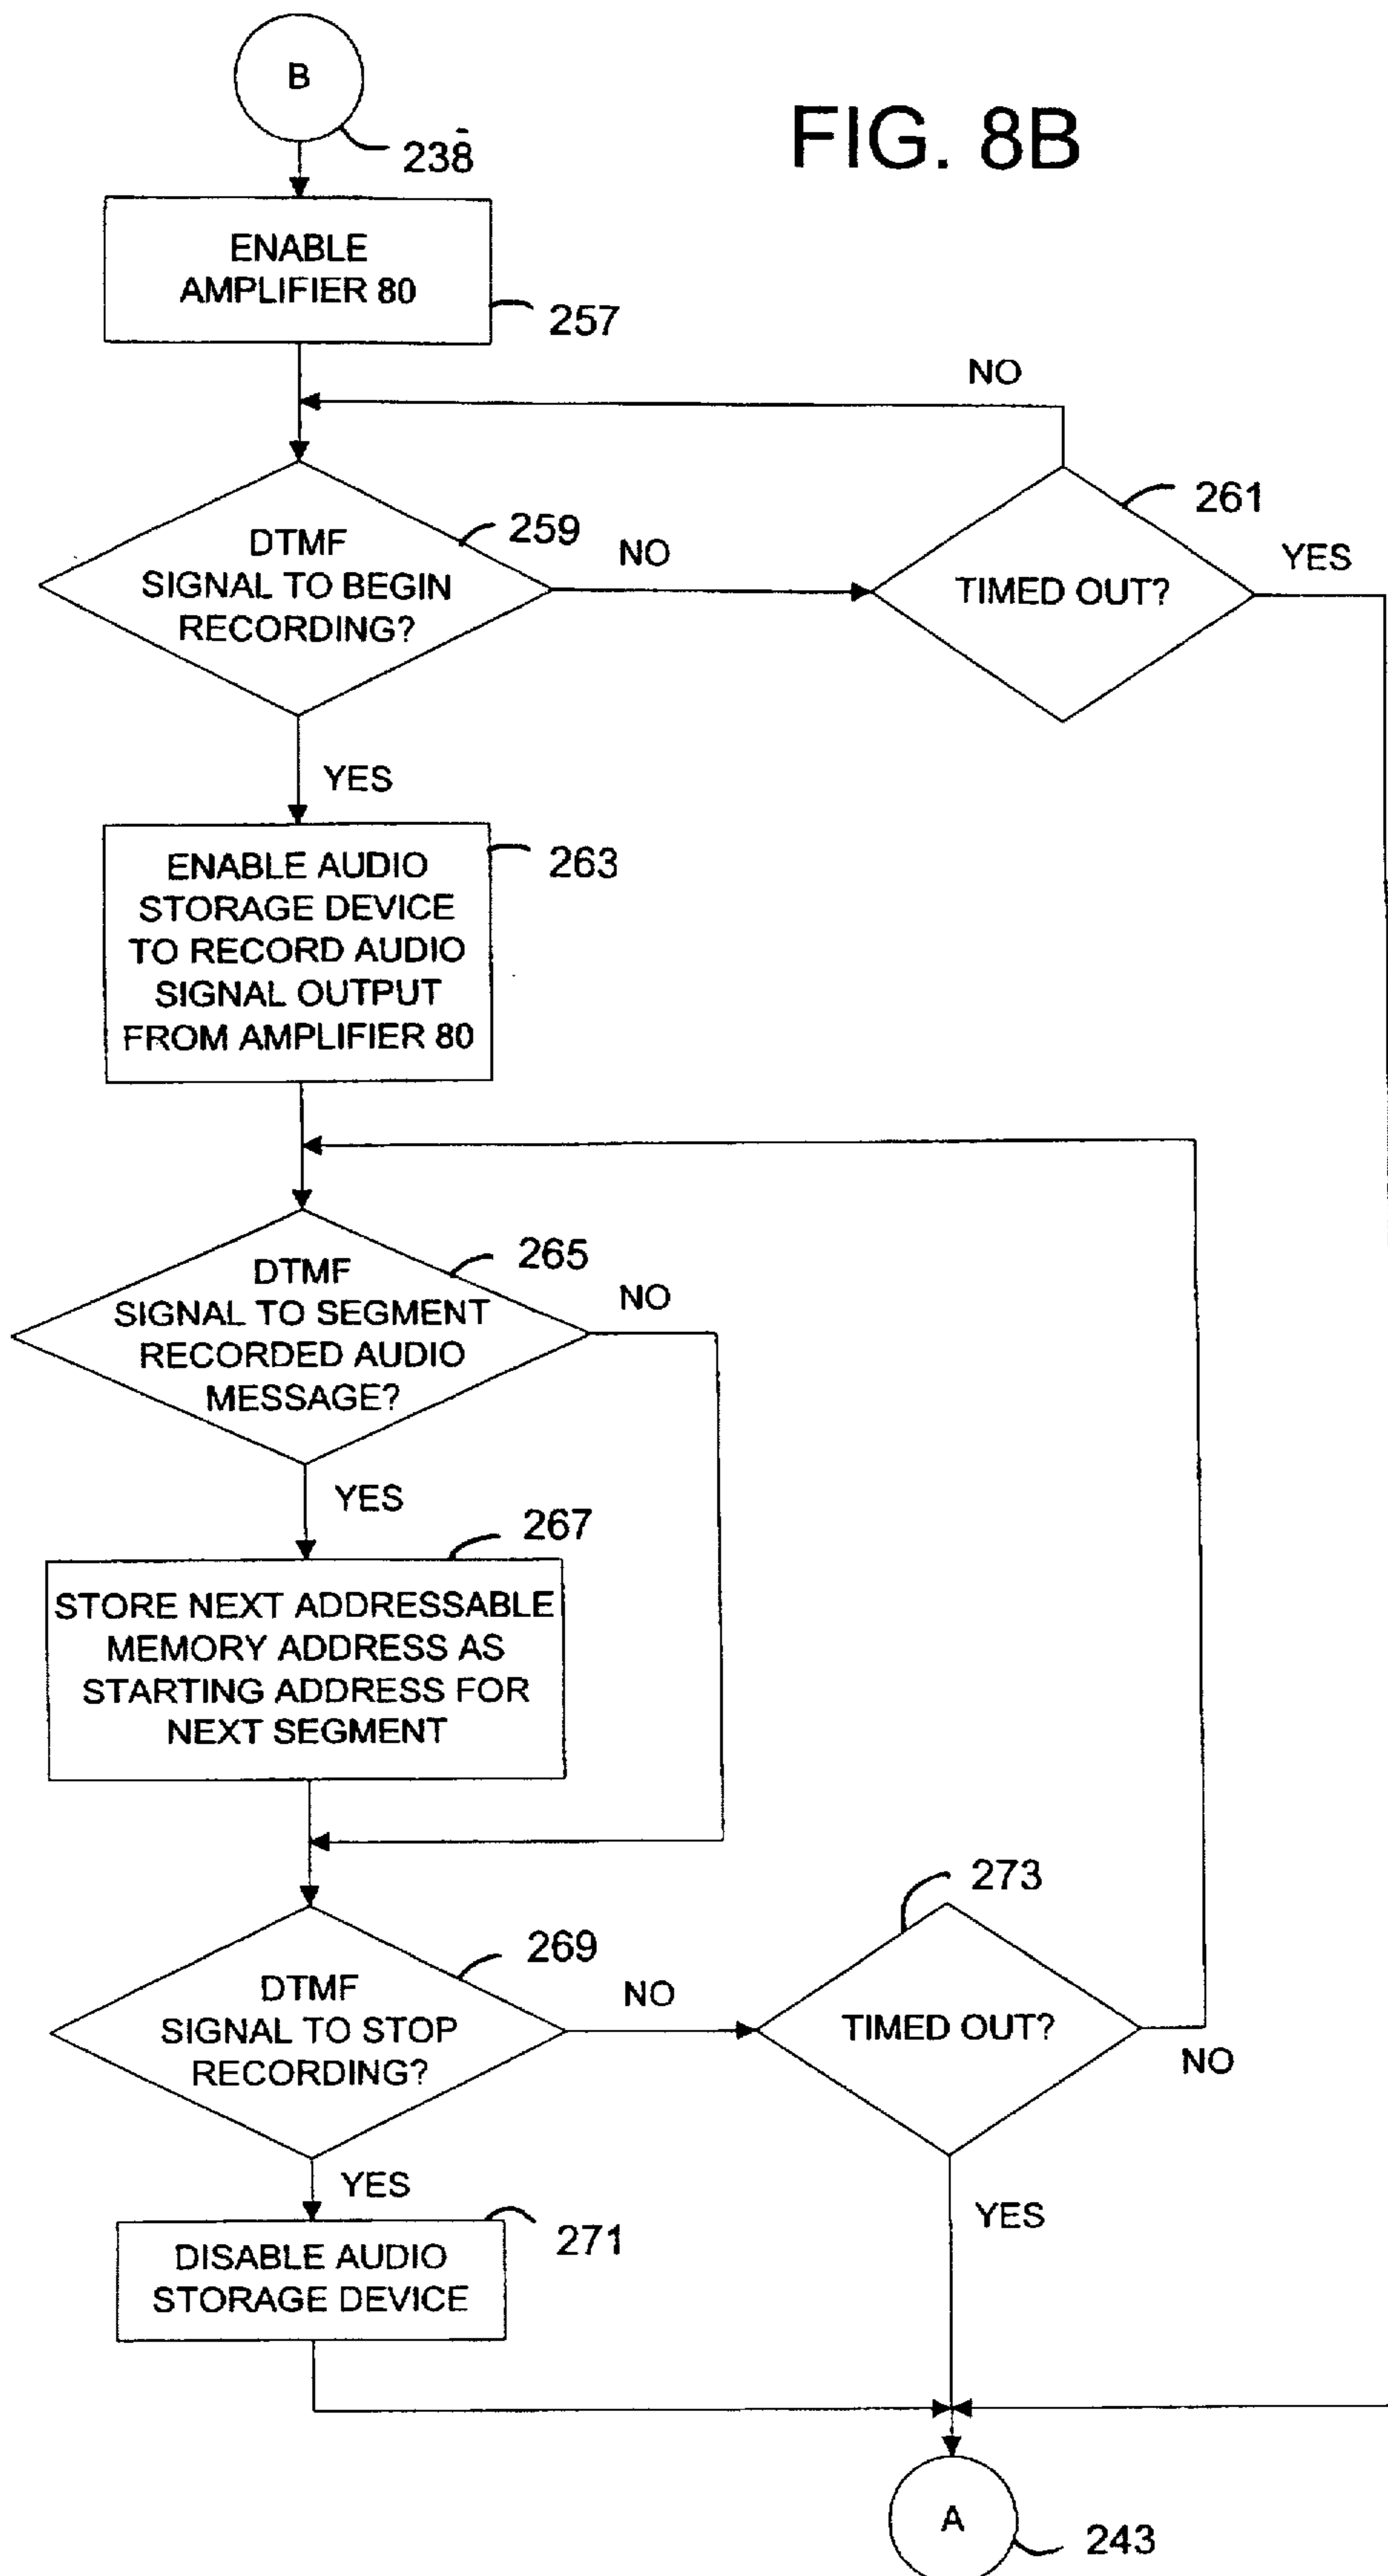 B
238
FIG. 8B
ENABLE
AMPLIFIER 80
257
NO
259
261
DTMF
SIGNAL TO BEGIN
RECORDING?
NO
TIMED OUT?
YES
YES
ENABLE AUDIO
STORAGE DEVICE
TO RECORD AUDIO
SIGNAL OUTPUT
FROM AMPLIFIER 80
263
265
DTMF
SIGNAL TO SEGMENT
RECORDED AUDIO
MESSAGE?
NO
YES
267
STORE NEXT ADDRESSABLE
MEMORY ADDRESS AS
STARTING ADDRESS FOR
NEXT SEGMENT
273
269
DTMF
SIGNAL TO STOP
RECORDING?
NO
TIMED OUT?
NO
YES
YES
271
DISABLE AUDIO
STORAGE DEVICE
A
243